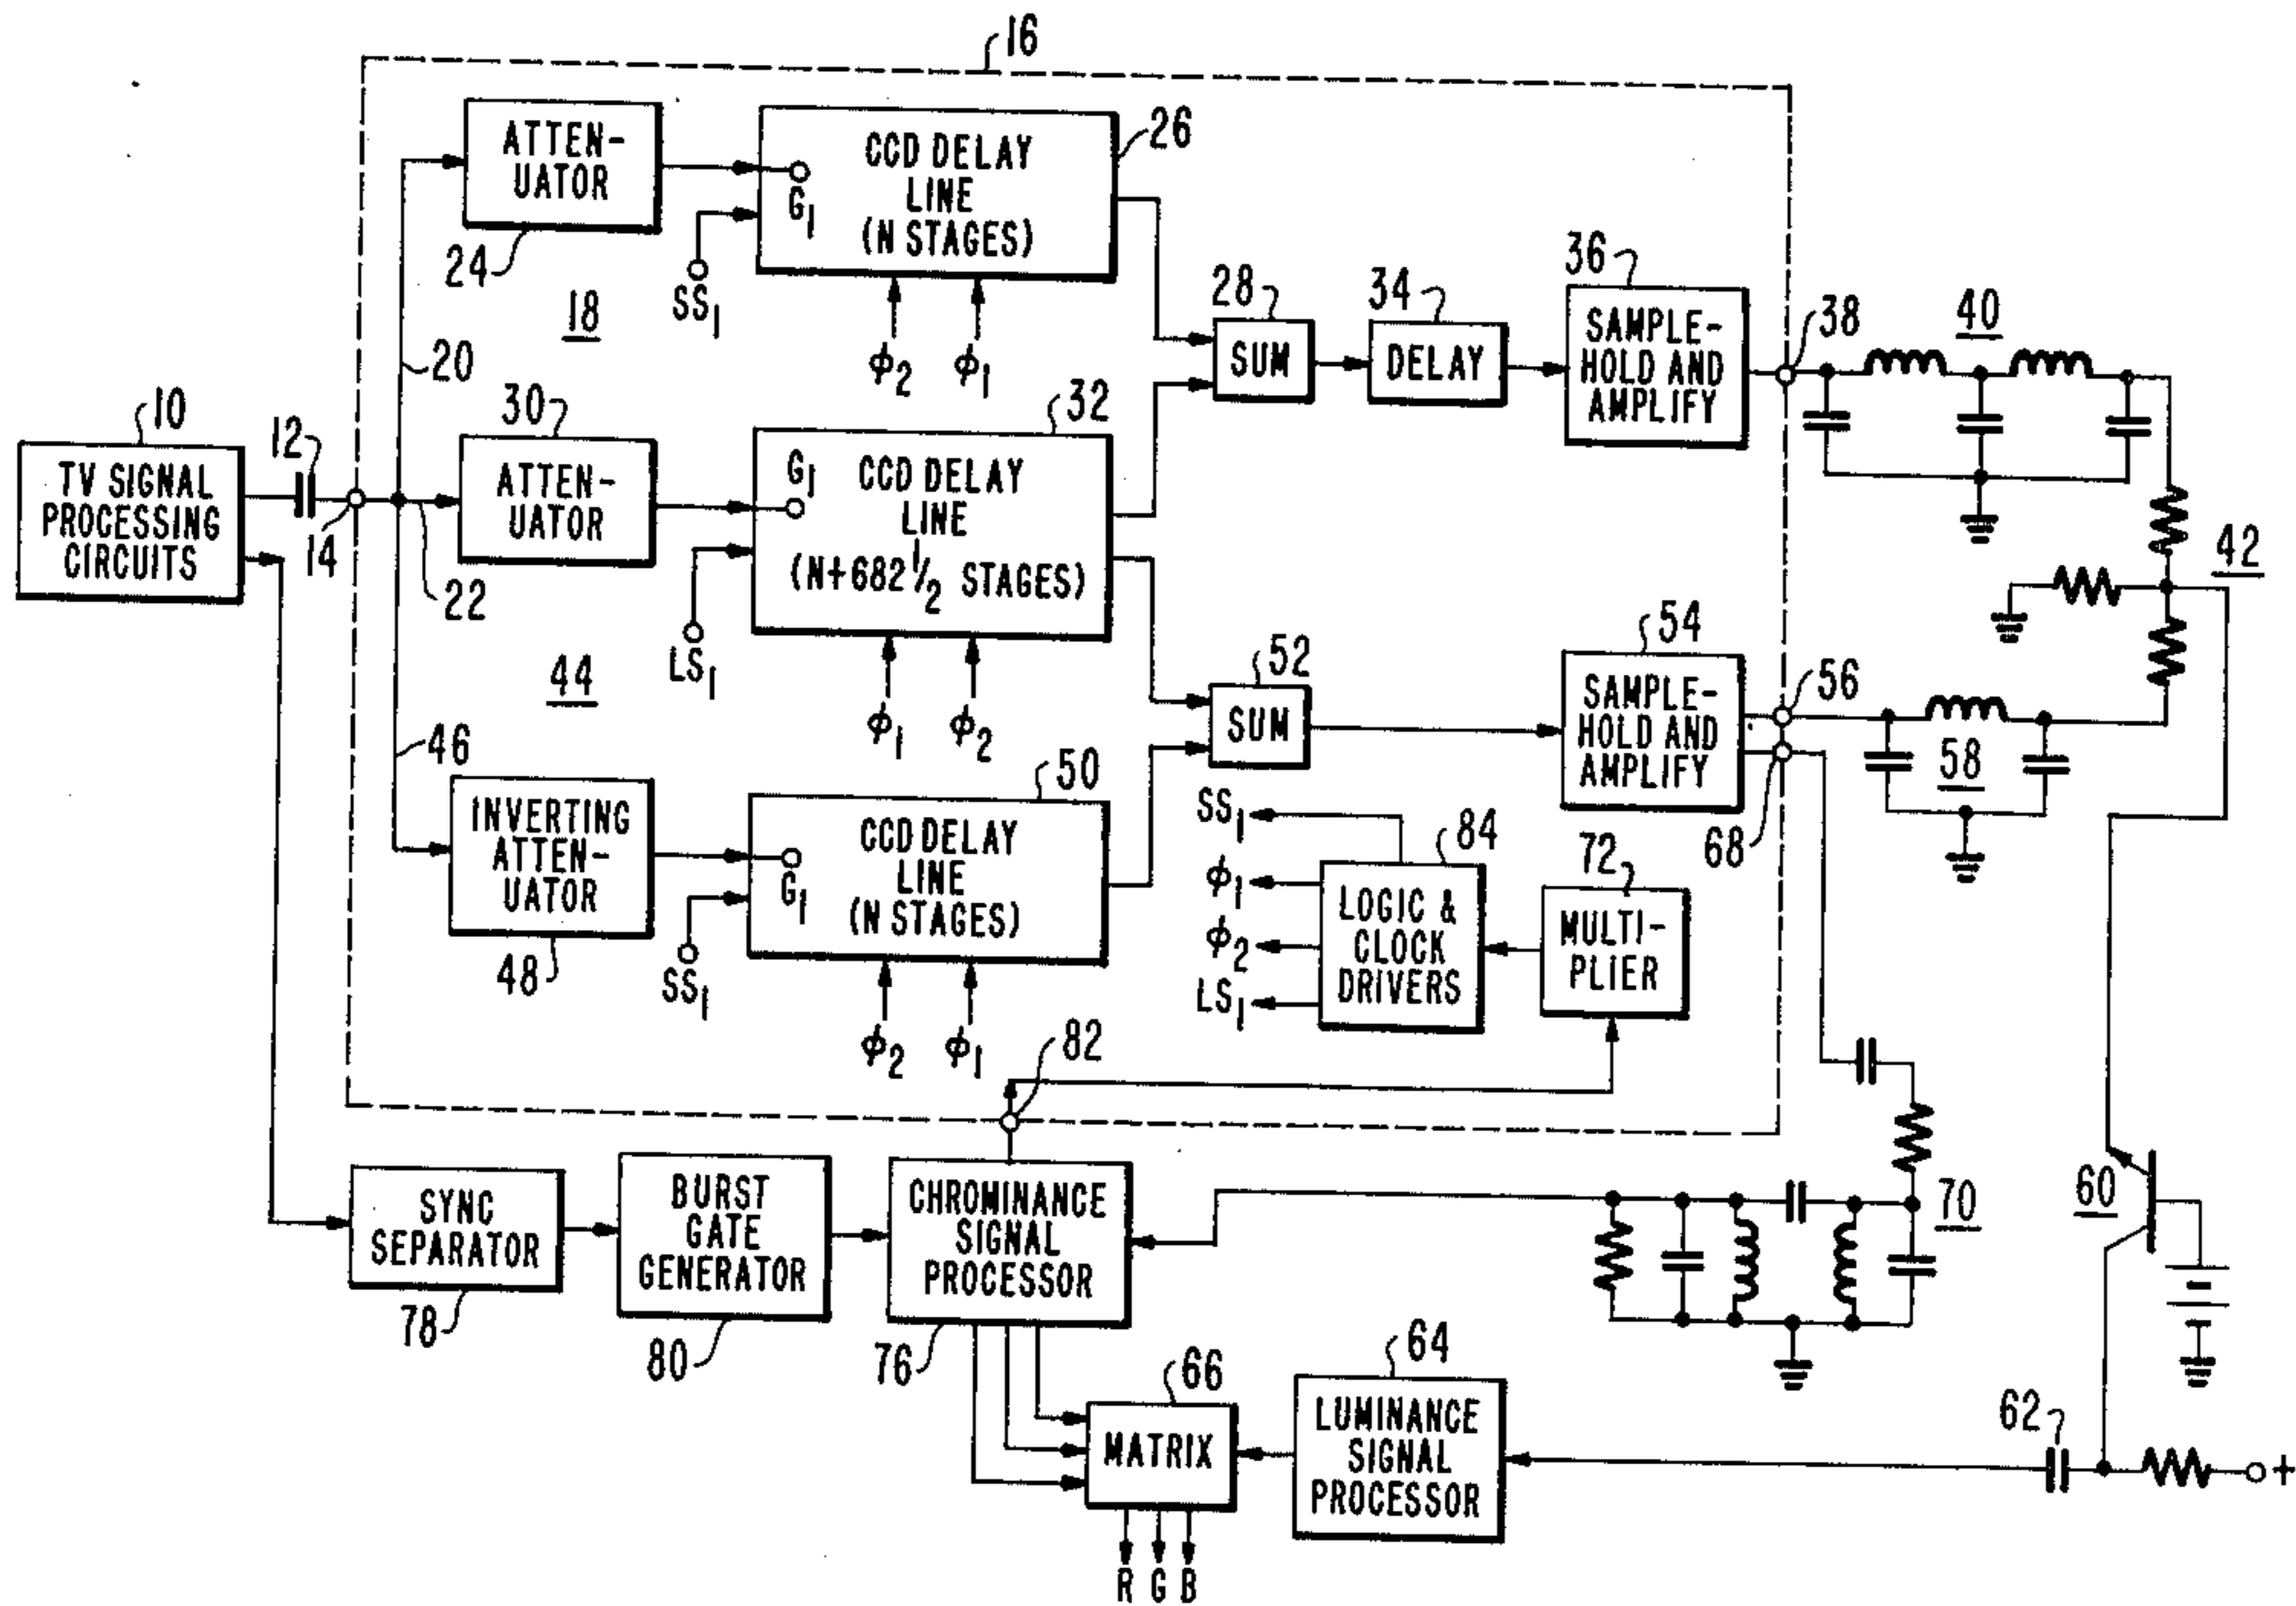 16
ATTEN-
UATOR
24
18
20
CCD DELAY
LINE
(N STAGES)
G1
SS1
26
ϕ2
ϕ1
28
SUM
34
DELAY
36
SAMPLE-
HOLD AND
AMPLIFY
38
40
10
TV SIGNAL
PROCESSING
CIRCUITS
12
14
22
30
ATTEN-
UATOR
32
G1
CCD DELAY
LINE
(N+682 1/2 STAGES)
LS1
ϕ1
ϕ2
42
44
46
INVERTING
ATTEN-
UATOR
48
50
CCD DELAY
LINE
(N STAGES)
G1
SS1
ϕ2
ϕ1
52
SUM
54
SAMPLE-
HOLD AND
AMPLIFY
56
58
68
SS1
ϕ1
ϕ2
LS1
84
LOGIC &
CLOCK
DRIVERS
72
MULTI-
PLIER
82
SYNC
SEPARATOR
78
BURST
GATE
GENERATOR
80
CHROMINANCE
SIGNAL
PROCESSOR
76
70
60
66
MATRIX
R G B
64
LUMINANCE
SIGNAL
PROCESSOR
62
+